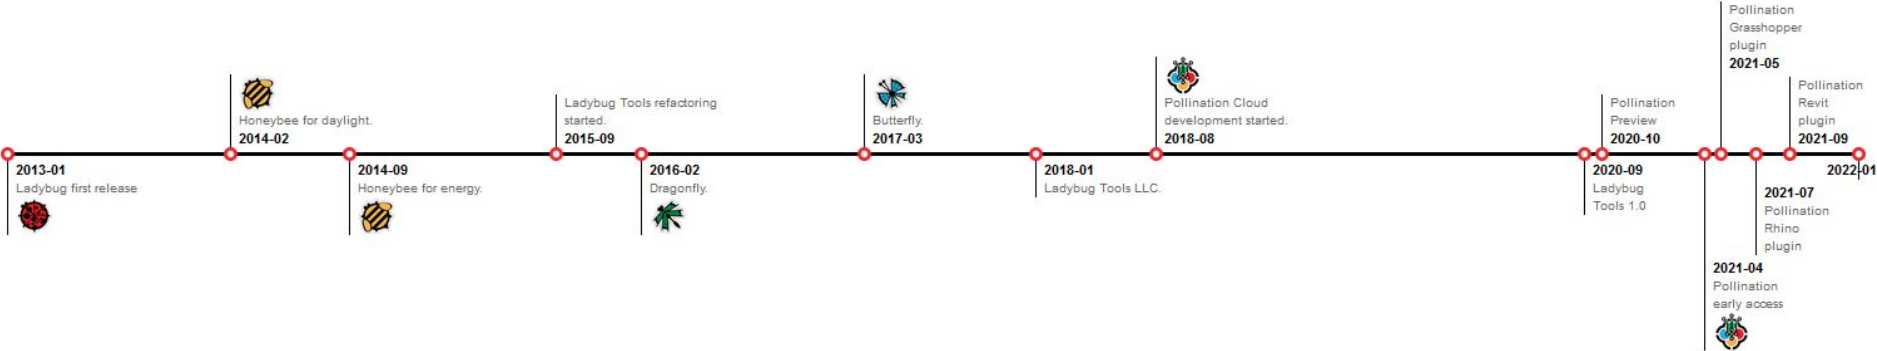 2013-01
Ladybug first release
Honeybee for daylight.
2014-02
2014-09
Honeybee for energy.
Ladybug Tools refactoring
started.
2015-09
2016-02
Dragonfly.
Butterfly.
2017-03
2018-01
Ladybug Tools LLC.
Pollination Cloud
development started.
2018-08
2020-09
Ladybug
Tools 1.0
Pollination
Preview
2020-10
2021-04
Pollination
early access
Pollination
Grasshopper
plugin
2021-05
2021-07
Pollination
Rhino
plugin
Pollination
Revit
plugin
2021-09
2022-01